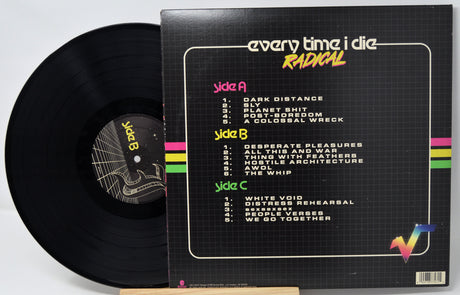 every time i die
RADICAL
side A
1. DARK DISTANCE
2. SLY
3. PLANET SHIT
4. POST-BOREDOM
5. A COLOSSAL WRECK
side B
1. DESPERATE PLEASURES
2. ALL THIS AND WAR
3. THING WITH FEATHERS
4. HOSTILE ARCHITECTURE
5. AWOL
6. THE WHIP
side C
1. WHITE VOID
2. DISTRESS REHEARSAL
3. sexsexsex
4. PEOPLE VERSES
5. WE GO TOGETHER
side B